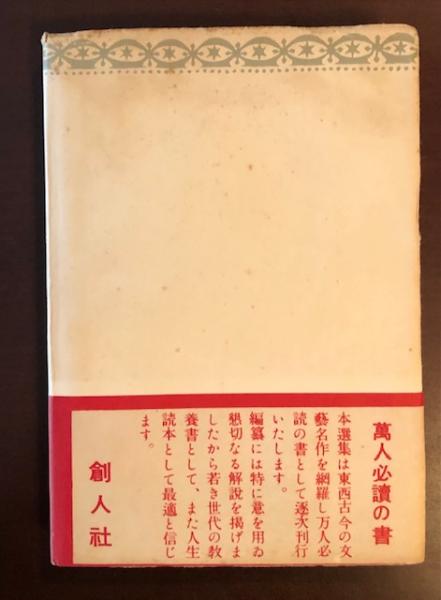 萬人必讀の書
本選集は東西古今の文
藝名作を網羅し万人必
読の書として逐次刊行
いたします。
編纂には特に意を用ゐ
懇切なる解說を揭げま
したから若き世代の教
養書として、また人生
読本として最適と信じ
ます。
創人社